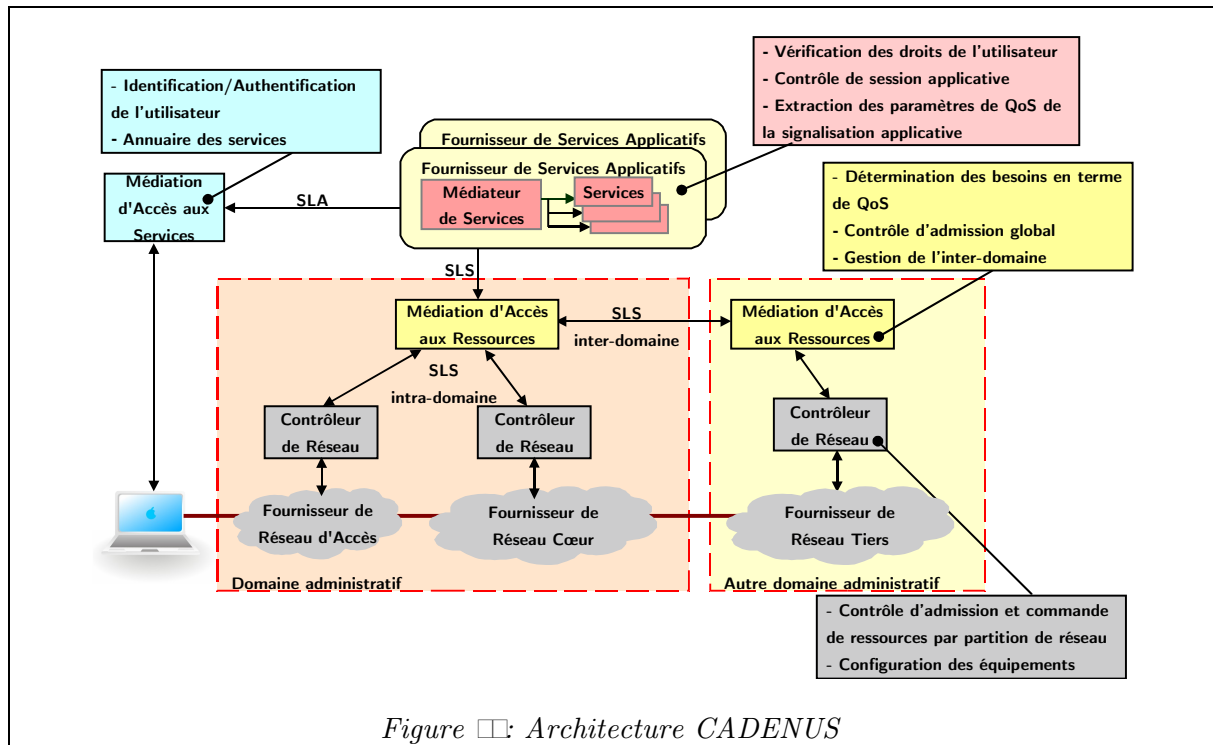 - Identification/Authentification
de l'utilisateur
- Annuaire des services
- Vérification des droits de l'utilisateur
- Contrôle de session applicative
- Extraction des paramètres de QoS de
la signalisation applicative
Fournisseur de Services Applicatifs
Fournisseur de Services Applicatifs
Médiateur
de Services
Services
Médiation
d'Accès aux
Services
SLA
- Détermination des besoins en terme
de QoS
- Contrôle d'admission global
- Gestion de l'inter-domaine
SLS
Médiation d'Accès
aux Ressources
SLS
inter-domaine
Médiation d'Accès
aux Ressources
SLS
intra-domaine
Contrôleur
de Réseau
Contrôleur
de Réseau
Contrôleur
de Réseau
Fournisseur de
Réseau d'Accès
Fournisseur de
Réseau Cœur
Fournisseur de
Réseau Tiers
Domaine administratif
Autre domaine administratif
- Contrôle d'admission et commande
de ressources par partition de réseau
- Configuration des équipements
Figure : Architecture CADENUS